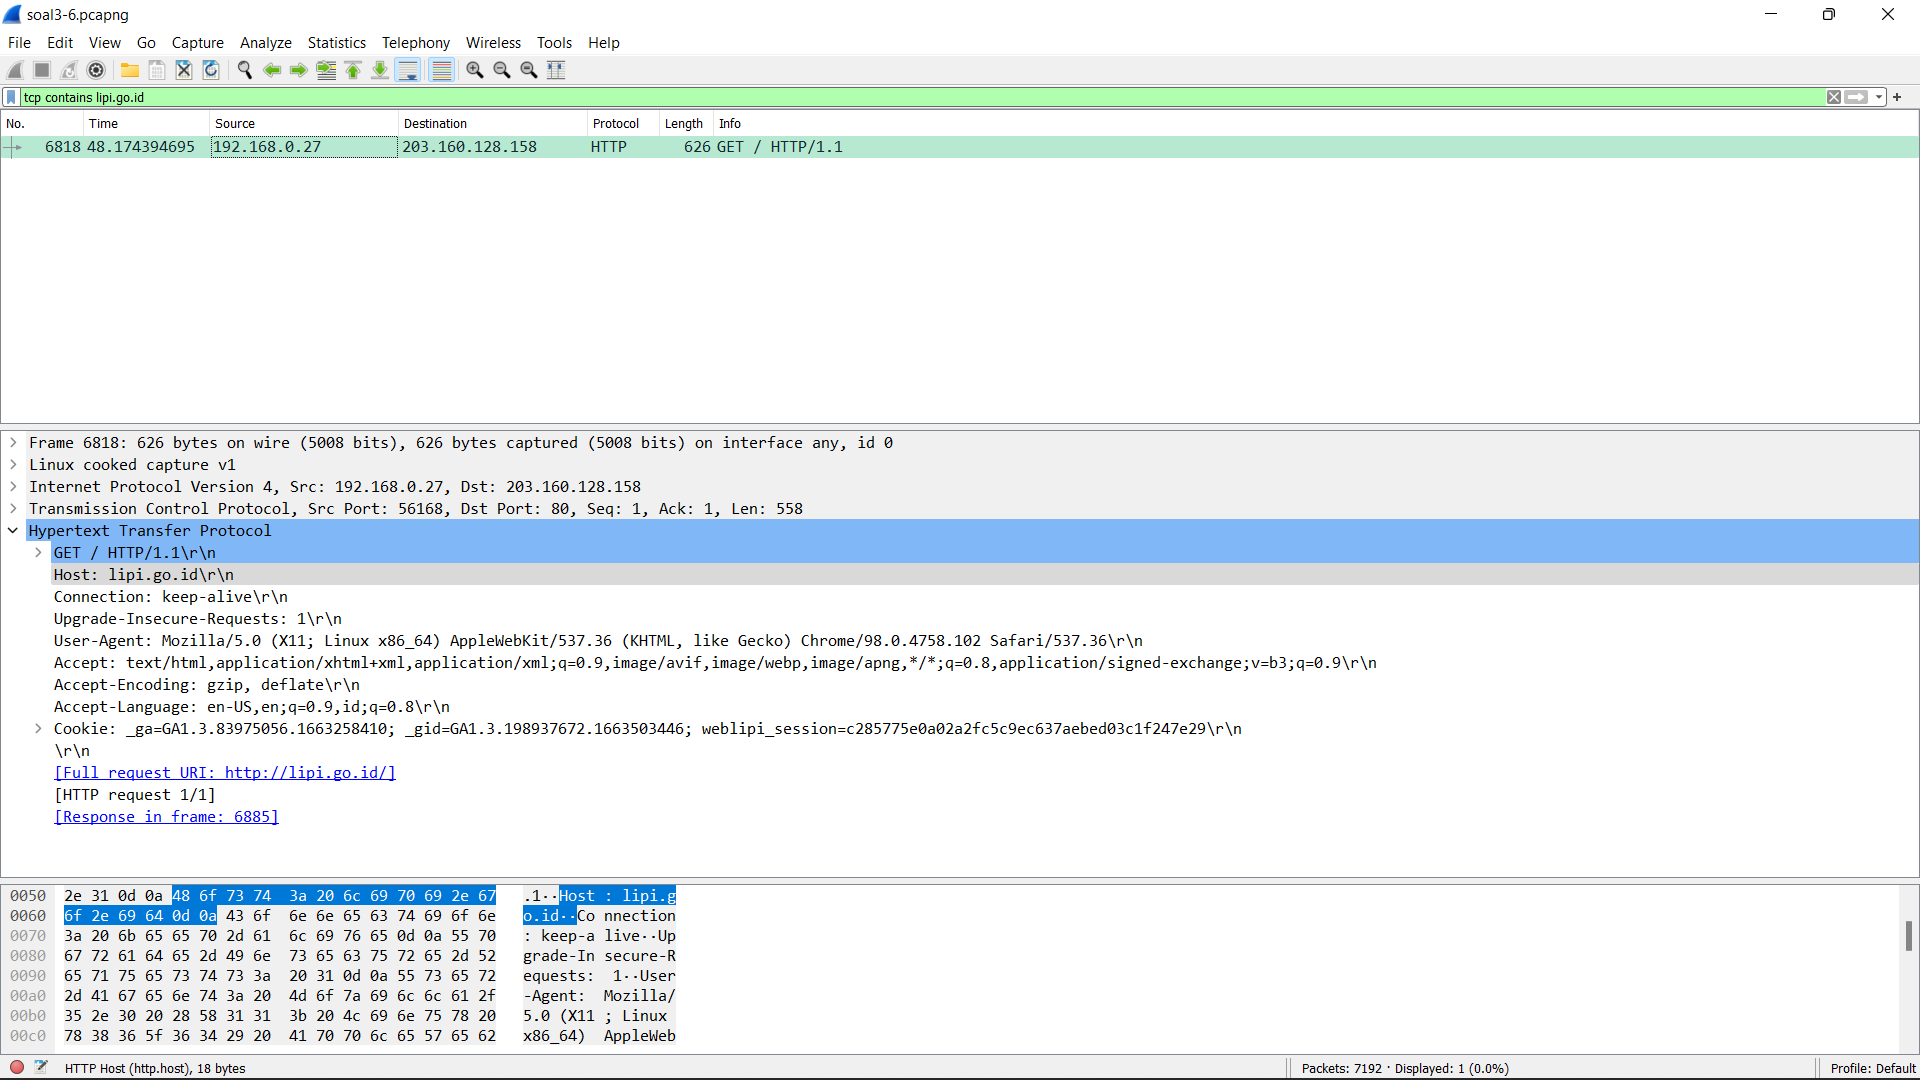 soal3-6.pcapng
File Edit View Go Capture Analyze Statistics Telephony Wireless Tools Help
tcp contains lipi.go.id
No. Time Source Destination Protocol Length Info
6818 48.174394695 192.168.0.27 203.160.128.158 HTTP 626 GET / HTTP/1.1
Frame 6818: 626 bytes on wire (5008 bits), 626 bytes captured (5008 bits) on interface any, id 0
Linux cooked capture v1
Internet Protocol Version 4, Src: 192.168.0.27, Dst: 203.160.128.158
Transmission Control Protocol, Src Port: 56168, Dst Port: 80, Seq: 1, Ack: 1, Len: 558
Hypertext Transfer Protocol
GET / HTTP/1.1\r\n
Host: lipi.go.id\r\n
Connection: keep-alive\r\n
Upgrade-Insecure-Requests: 1\r\n
User-Agent: Mozilla/5.0 (X11; Linux x86_64) AppleWebKit/537.36 (KHTML, like Gecko) Chrome/98.0.4758.102 Safari/537.36\r\n
Accept: text/html,application/xhtml+xml,application/xml;q=0.9,image/avif,image/webp,image/apng,*/*;q=0.8,application/signed-exchange;v=b3;q=0.9\r\n
Accept-Encoding: gzip, deflate\r\n
Accept-Language: en-US,en;q=0.9,id;q=0.8\r\n
Cookie: _ga=GA1.3.83975056.1663258410; _gid=GA1.3.198937672.1663503446; weblipi_session=c285775e0a02a2fc5c9ec637aebed03c1f247e29\r\n
\r\n
[Full request URI: http://lipi.go.id/]
[HTTP request 1/1]
[Response in frame: 6885]
0050 2e 31 0d 0a 48 6f 73 74 3a 20 6c 69 70 69 2e 67 .1··Host : lipi.g
0060 6f 2e 69 64 0d 0a 43 6f 6e 6e 65 63 74 69 6f 6e o.id··Co nnection
0070 3a 20 6b 65 65 70 2d 61 6c 69 76 65 0d 0a 55 70 : keep-a live··Up
0080 67 72 61 64 65 2d 49 6e 73 65 63 75 72 65 2d 52 grade-In secure-R
0090 65 71 75 65 73 74 73 3a 20 31 0d 0a 55 73 65 72 equests: 1··User
00a0 2d 41 67 65 6e 74 3a 20 4d 6f 7a 69 6c 6c 61 2f -Agent: Mozilla/
00b0 35 2e 30 20 28 58 31 31 3b 20 4c 69 6e 75 78 20 5.0 (X11 ; Linux
00c0 78 38 36 5f 36 34 29 20 41 70 70 6c 65 57 65 62 x86_64) AppleWeb
HTTP Host (http.host), 18 bytes Packets: 7192 · Displayed: 1 (0.0%) Profile: Default